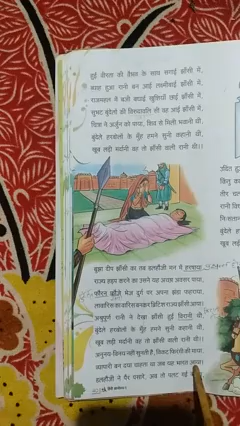 हुई वीरता की वैभव के साथ सगाई झाँसी में,
ब्याह हुआ रानी बन आई लक्ष्मीबाई झाँसी में,
राजमहल में बजी बधाई खुशियाँ छाईं झाँसी में,
सुभट बुंदेलों की विरुदावलि सी वह आई झाँसी में,
चित्रा ने अर्जुन को पाया, शिव से मिली भवानी थी,
बुंदेले हरबोलों के मुँह हमने सुनी कहानी थी,
खूब लड़ी मर्दानी वह तो झाँसी वाली रानी थी।।
बुझा दीप झाँसी का तब डलहौज़ी मन में हरषाया,
राज्य हड़प करने का उसने यह अच्छा अवसर पाया,
फौरन फौजें भेज दुर्ग पर अपना झंडा फहराया,
लावारिस का वारिस बनकर ब्रिटिश राज्य झाँसी आया।
अश्रुपूर्ण रानी ने देखा झाँसी हुई विरानी थी,
बुंदेले हरबोलों के मुँह हमने सुनी कहानी थी,
खूब लड़ी मर्दानी वह तो झाँसी वाली रानी थी।।
अनुनय-विनय नहीं सुनती है, विकट फिरंगी की माया,
व्यापारी बन दया चाहता था जब यह भारत आया।
डलहौज़ी ने पैर पसारे, अब तो पलट गई
उदित हु
किंतु का
तीर चल
रानी वि
निःसंतान
बुंदेले ह
खूब लड़ी